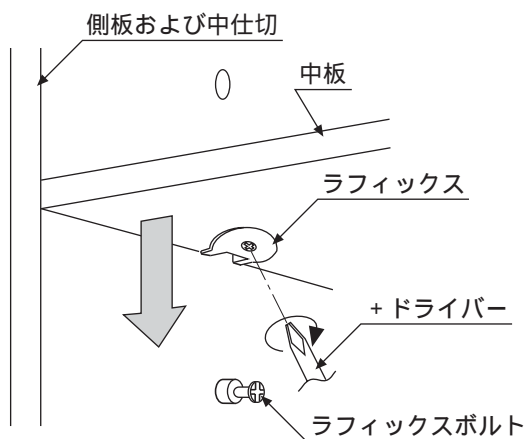 側板および中仕切
中板
ラフィックス
+ドライバー
ラフィックスボルト